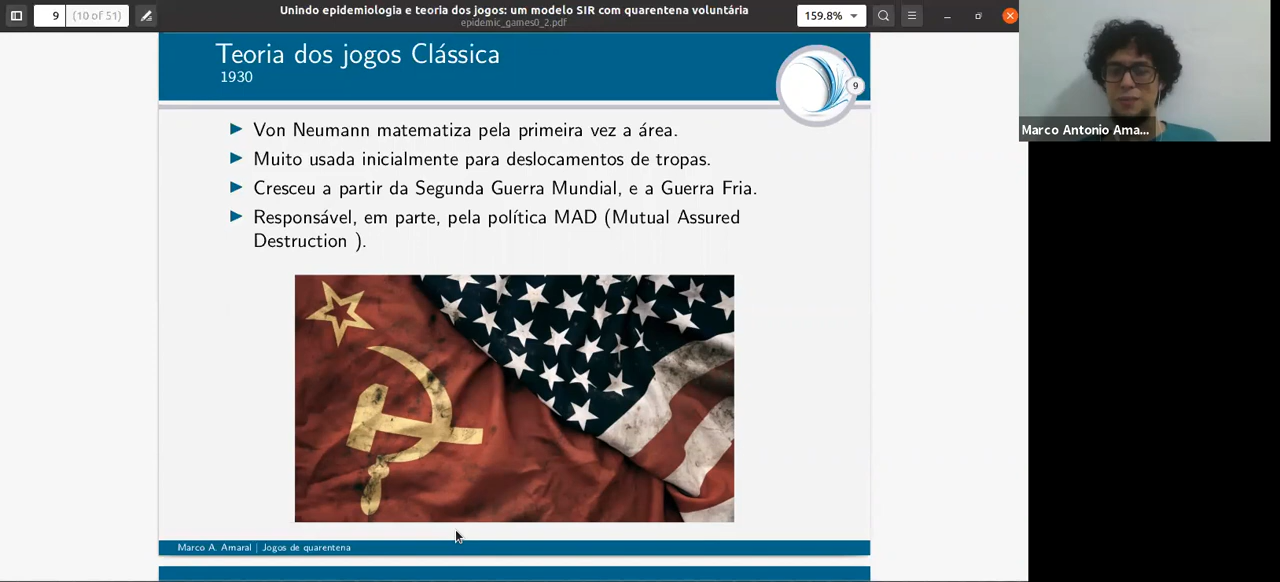 Unindo epidemiologia e teoria dos jogos: um modelo SIR com quarentena voluntária
epidemic_games0_2.pdf
9 (10 of 51)
159.8%
Teoria dos jogos Clássica
1930
9
Von Neumann matematiza pela primeira vez a área.
Muito usada inicialmente para deslocamentos de tropas.
Cresceu a partir da Segunda Guerra Mundial, e a Guerra Fria.
Responsável, em parte, pela política MAD (Mutual Assured
Destruction ).
Marco A. Amaral | Jogos de quarentena
Marco Antonio Ama...